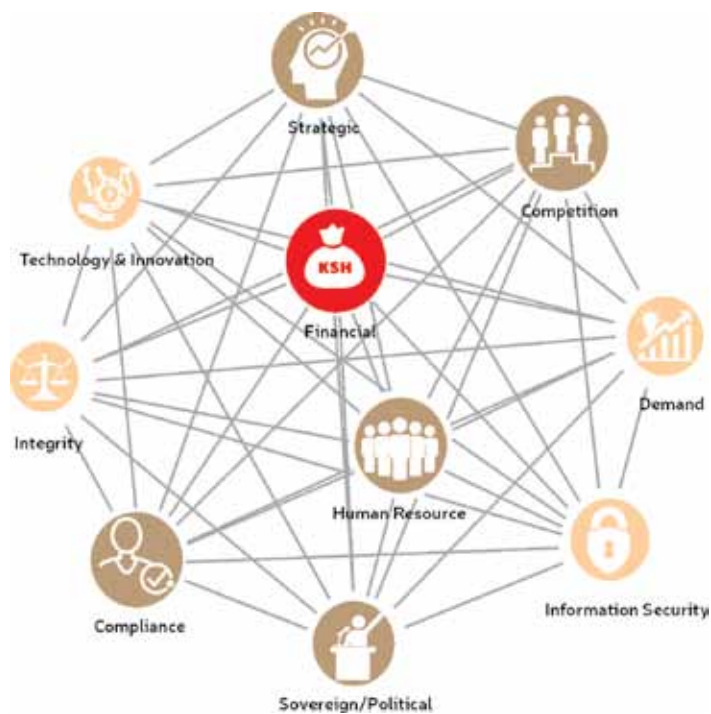 Strategic
Competition
Technology & Innovation
KSH
Financial
Demand
Integrity
Human Resource
Information Security
Compliance
Sovereign/Political